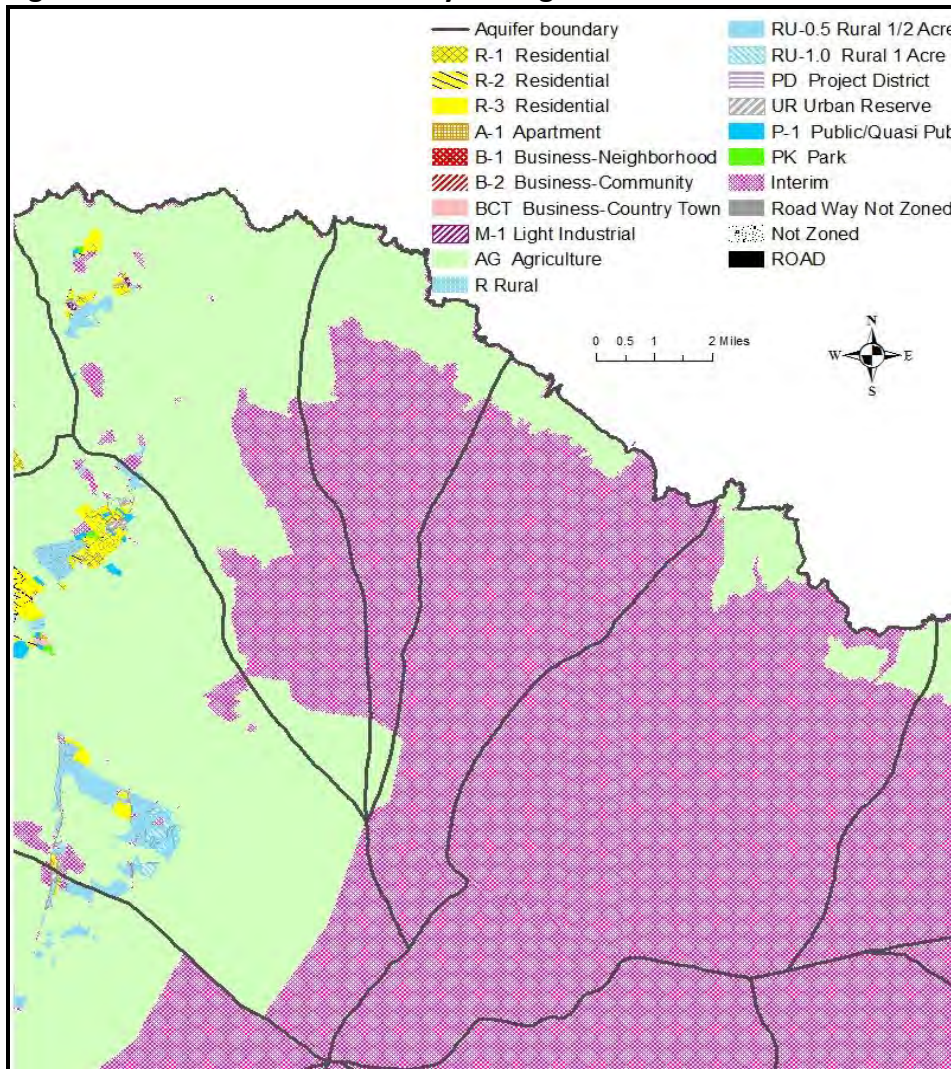 Aquifer boundary
R-1 Residential
R-2 Residential
R-3 Residential
A-1 Apartment
B-1 Business-Neighborhood
B-2 Business-Community
BCT Business-Country Town
M-1 Light Industrial
AG Agriculture
R Rural
RU-0.5 Rural 1/2 Acre
RU-1.0 Rural 1 Acre
PD Project District
UR Urban Reserve
P-1 Public/Quasi Pub
PK Park
Interim
Road Way Not Zoned
Not Zoned
ROAD
0 0.5 1 2 Miles
N
W E
S